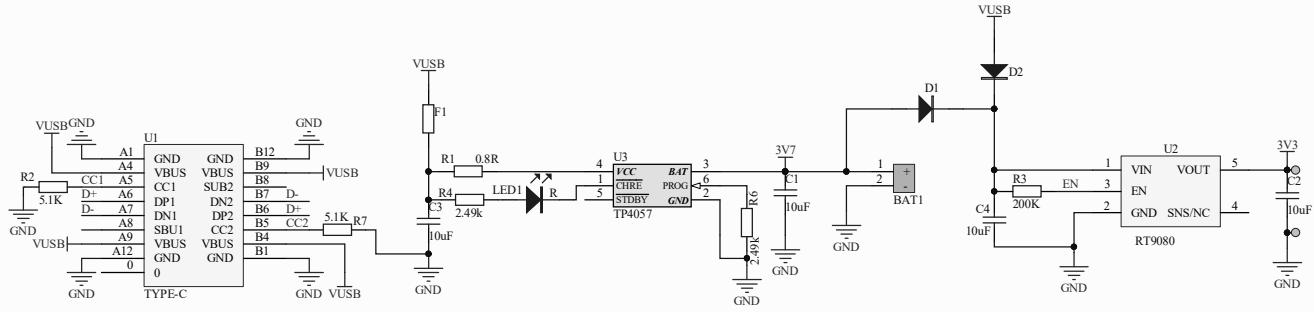 VUSB
VUSB
D2
D1
F1
GND
VUSB
U1
GND
A1
GND
GND
B12
A4
VBUS
VBUS
B9
VUSB
R2
CC1
A5
CC1
SUB2
B8
5.1K
D+
A6
DP1
DN2
B7
D-
D-
A7
DN1
DP2
B6
D+
GND
A8
SBU1
CC2
B5
CC2
5.1K
R7
VUSB
A9
VBUS
VBUS
B4
A12
GND
GND
B1
0
0
GND
TYPE-C
GND
VUSB
R1
0.8R
R4
2.49k
LED1
R
C3
10uF
GND
U3
4
VCC
BAT
3
1
CHRE
PROG
6
5
STDBY
GND
2
TP4057
R6
2.49k
GND
3V7
C1
10uF
GND
1
+
2
-
BAT1
GND
U2
1
VIN
VOUT
5
R3
EN
3
EN
200K
2
GND
SNS/NC
4
RT9080
C4
10uF
GND
3V3
C2
10uF
GND